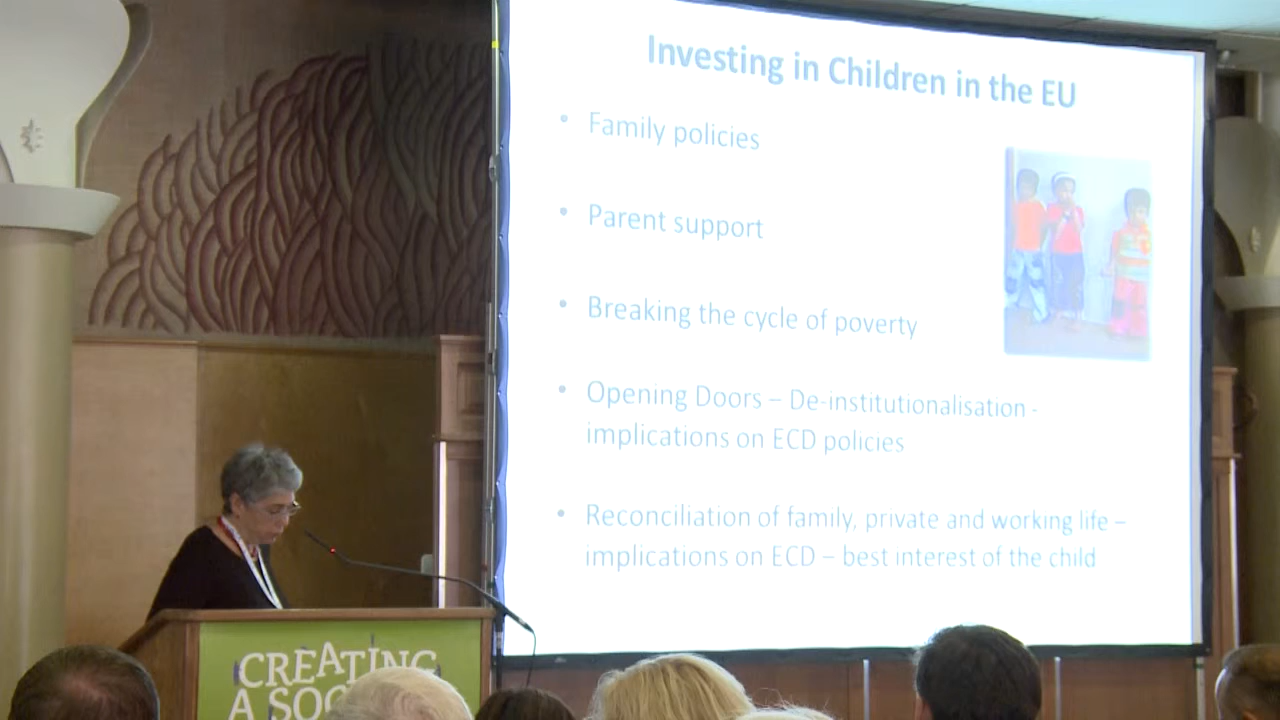 Investing in Children in the EU
• Family policies
• Parent support
• Breaking the cycle of poverty
• Opening Doors – De-institutionalisation -
implications on ECD policies
• Reconciliation of family, private and working life –
implications on ECD – best interest of the child
CREATING
A SOC